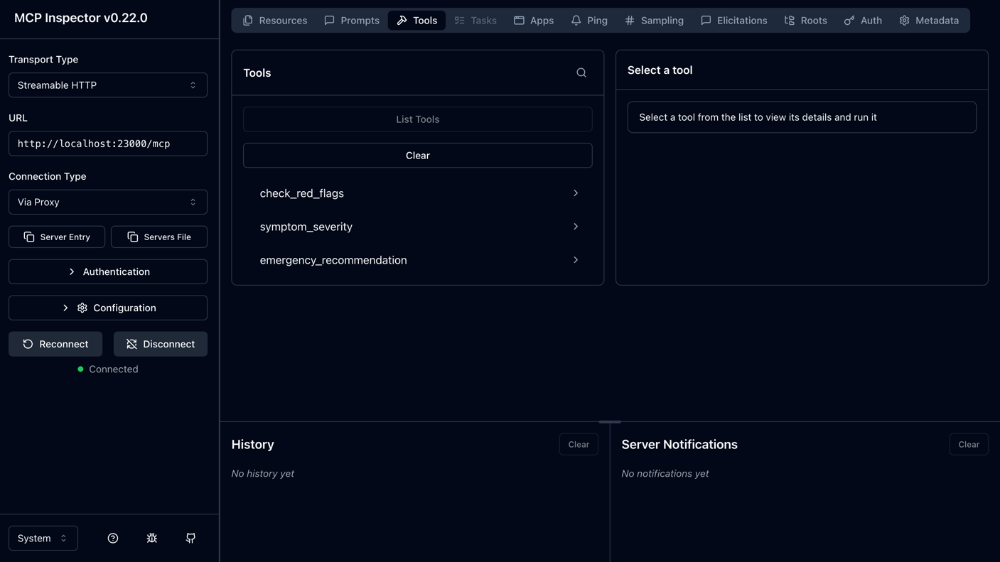 MCP Inspector v0.22.0
Transport Type
Streamable HTTP
URL
http://localhost:23000/mcp
Connection Type
Via Proxy
Server Entry
Servers File
Authentication
Configuration
Reconnect
Disconnect
Connected
System
Resources
Prompts
Tools
Tasks
Apps
Ping
Sampling
Elicitations
Roots
Auth
Metadata
Tools
List Tools
Clear
check_red_flags
symptom_severity
emergency_recommendation
Select a tool
Select a tool from the list to view its details and run it
History
Clear
No history yet
Server Notifications
Clear
No notifications yet